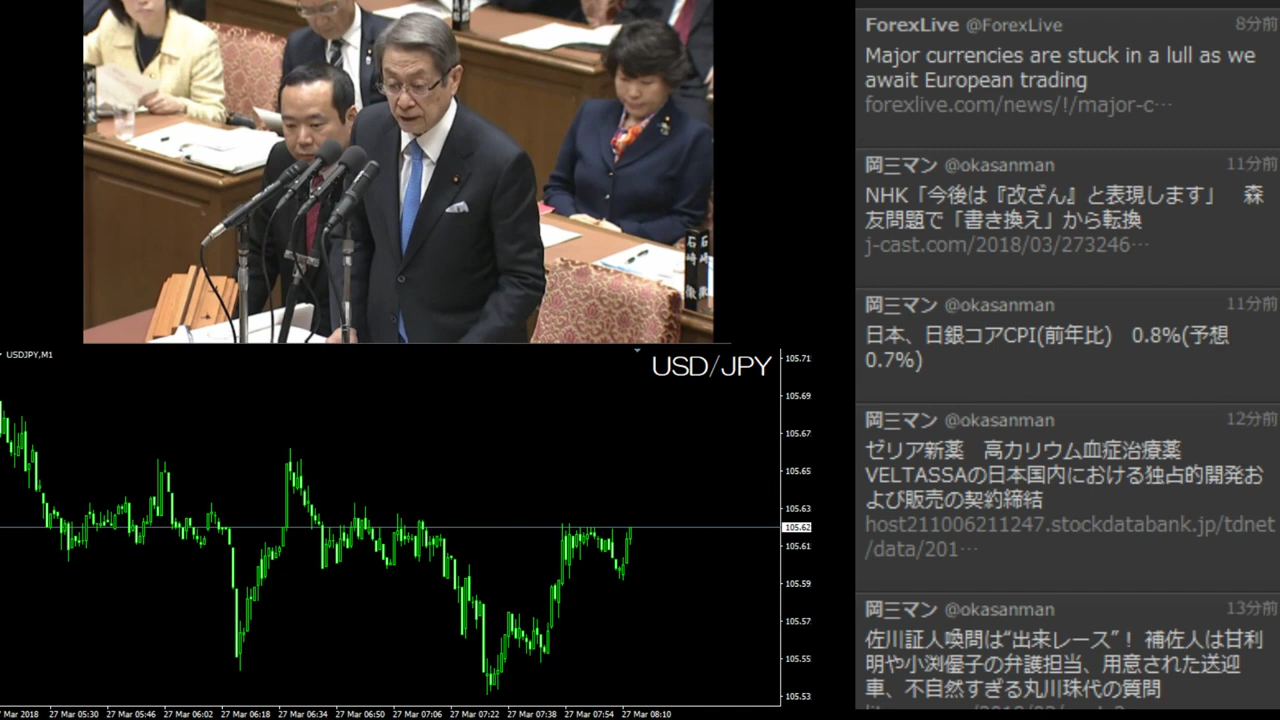 USDJPY,M1
USD/JPY
105.71
105.69
105.67
105.65
105.63
105.62
105.61
105.59
105.57
105.55
105.53
Mar 2018
27 Mar 05:30
27 Mar 05:46
27 Mar 06:02
27 Mar 06:18
27 Mar 06:34
27 Mar 06:50
27 Mar 07:06
27 Mar 07:22
27 Mar 07:38
27 Mar 07:54
27 Mar 08:10
ForexLive @ForexLive 8分前
Major currencies are stuck in a lull as we
await European trading
forexlive.com/news/!/major-c…
岡三マン @okasanman 11分前
NHK「今後は『改ざん』と表現します」 森
友問題で「書き換え」から転換
j-cast.com/2018/03/273246…
岡三マン @okasanman 11分前
日本、日銀コアCPI(前年比) 0.8%(予想
0.7%)
岡三マン @okasanman 12分前
ゼリア新薬 高カリウム血症治療薬
VELTASSAの日本国内における独占的開発お
よび販売の契約締結
host211006211247.stockdatabank.jp/tdnet
/data/201…
岡三マン @okasanman 13分前
佐川証人喚問は“出来レース”！ 補佐人は甘利
明や小渕優子の弁護担当、用意された送迎
車、不自然すぎる丸川珠代の質問